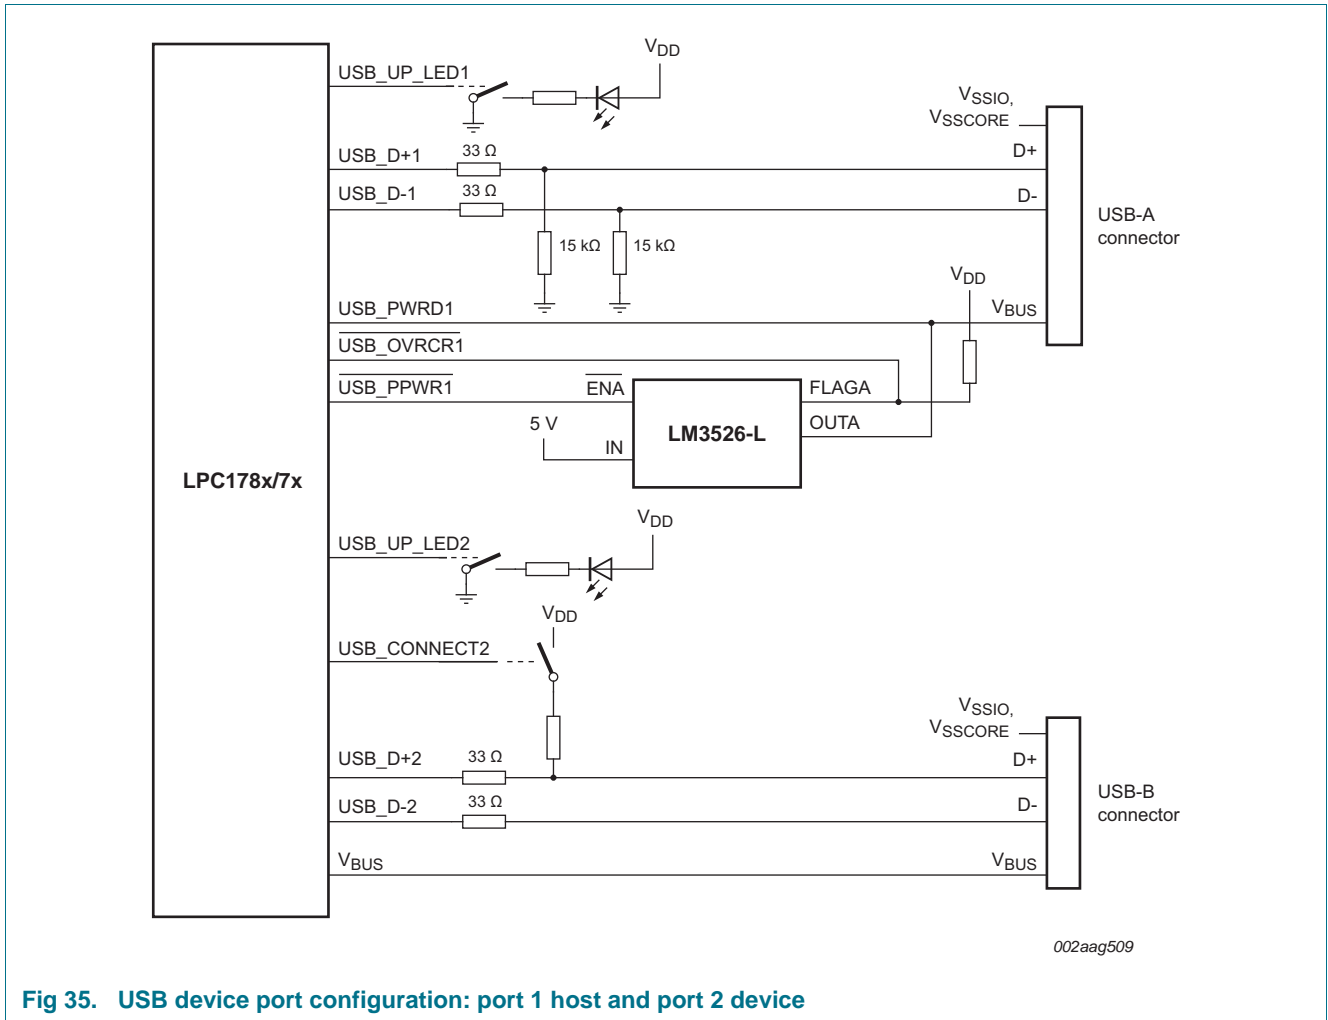 USB_UP_LED1
VDD
VSSIO,
VSSCORE
USB_D+1
33 Ω
D+
USB_D-1
33 Ω
D-
USB-A
connector
15 kΩ
15 kΩ
VDD
USB_PWRD1
VBUS
USB_OVRCR1
USB_PPWR1
ENA
FLAGA
5 V
IN
LM3526-L
OUTA
LPC178x/7x
VDD
USB_UP_LED2
VDD
USB_CONNECT2
VSSIO,
VSSCORE
USB_D+2
33 Ω
D+
USB_D-2
33 Ω
D-
USB-B
connector
VBUS
VBUS
002aag509
Fig 35. USB device port configuration: port 1 host and port 2 device